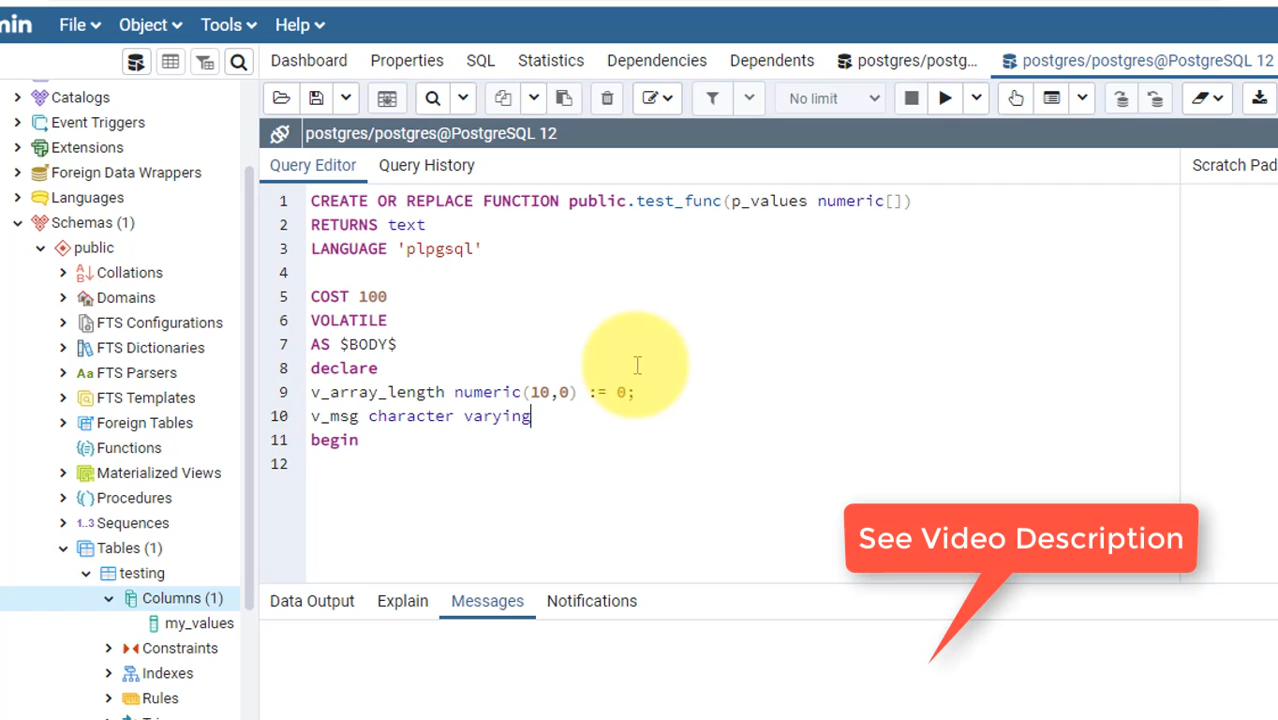 min File Object Tools Help
Dashboard Properties SQL Statistics Dependencies Dependents postgres/postg... postgres/postgres@PostgreSQL 12
No limit
postgres/postgres@PostgreSQL 12
Query Editor Query History Scratch Pad
Catalogs
Event Triggers
Extensions
Foreign Data Wrappers
Languages
Schemas (1)
public
Collations
Domains
FTS Configurations
FTS Dictionaries
Aa FTS Parsers
FTS Templates
Foreign Tables
Functions
Materialized Views
Procedures
1..3 Sequences
Tables (1)
testing
Columns (1)
my_values
Constraints
Indexes
Rules
1 CREATE OR REPLACE FUNCTION public.test_func(p_values numeric[])
2 RETURNS text
3 LANGUAGE 'plpgsql'
4
5 COST 100
6 VOLATILE
7 AS $BODY$
8 declare
9 v_array_length numeric(10,0) := 0;
10 v_msg character varying
11 begin
12
See Video Description
Data Output Explain Messages Notifications